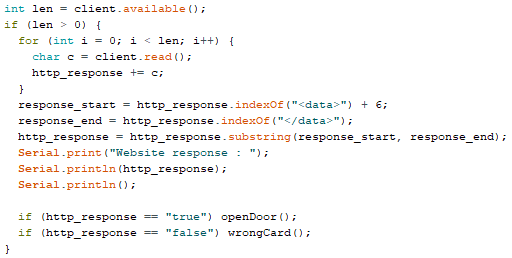 int len = client.available();
if (len > 0) {
  for (int i = 0; i < len; i++) {
    char c = client.read();
    http_response += c;
  }
  response_start = http_response.indexOf("<data>") + 6;
  response_end = http_response.indexOf("</data>");
  http_response = http_response.substring(response_start, response_end);
  Serial.print("Website response : ");
  Serial.println(http_response);
  Serial.println();

  if (http_response == "true") openDoor();
  if (http_response == "false") wrongCard();
}